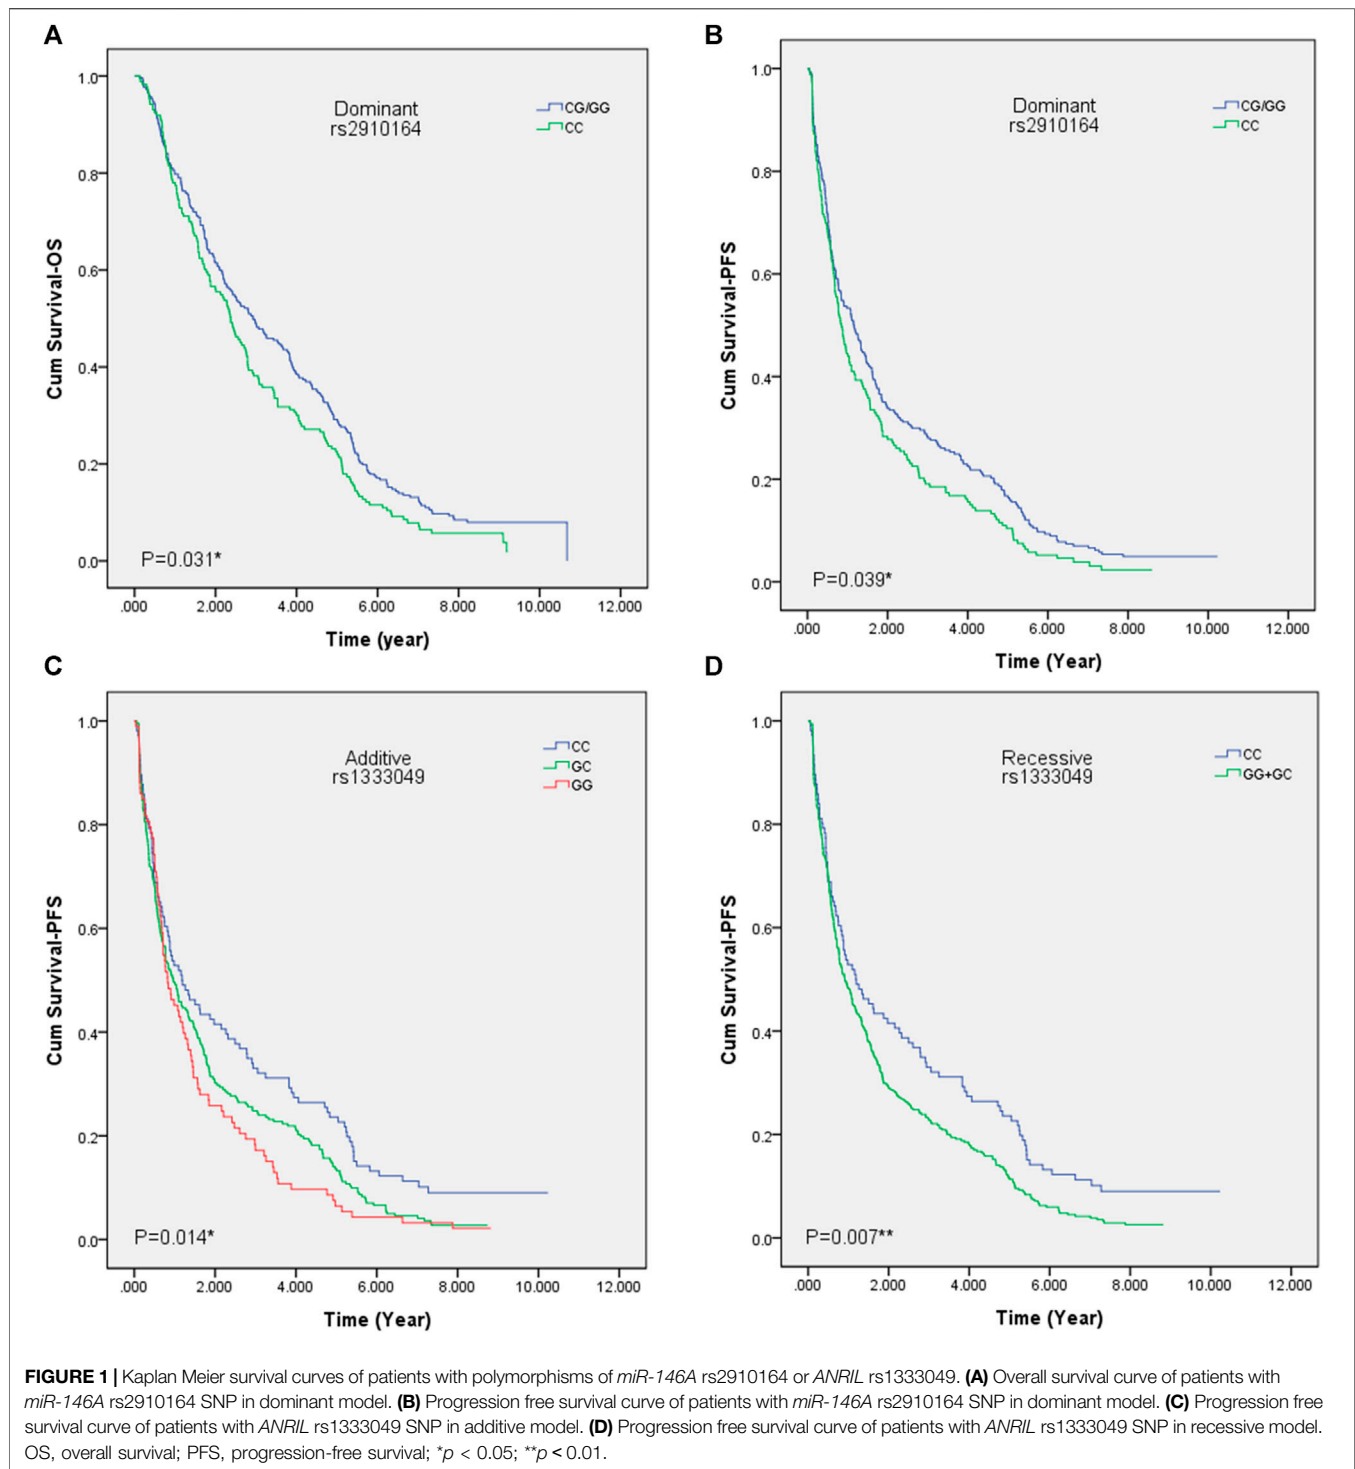 A
1.0
0.8
0.6
0.4
0.2
0.0
Cum Survival-OS
Dominant
rs2910164
CG/GG
CC
P=0.031*
.000 2.000 4.000 6.000 8.000 10.000 12.000
Time (year)
B
1.0
0.8
0.6
0.4
0.2
0.0
Cum Survival-PFS
Dominant
rs2910164
CG/GG
CC
P=0.039*
.000 2.000 4.000 6.000 8.000 10.000 12.000
Time (Year)
C
1.0
0.8
0.6
0.4
0.2
0.0
Cum Survival-PFS
Additive
rs1333049
CC
GC
GG
P=0.014*
.000 2.000 4.000 6.000 8.000 10.000 12.000
Time (Year)
D
1.0
0.8
0.6
0.4
0.2
0.0
Cum Survival-PFS
Recessive
rs1333049
CC
GG+GC
P=0.007**
.000 2.000 4.000 6.000 8.000 10.000 12.000
Time (Year)
FIGURE 1 | Kaplan Meier survival curves of patients with polymorphisms of miR-146A rs2910164 or ANRIL rs1333049. (A) Overall survival curve of patients with
miR-146A rs2910164 SNP in dominant model. (B) Progression free survival curve of patients with miR-146A rs2910164 SNP in dominant model. (C) Progression free
survival curve of patients with ANRIL rs1333049 SNP in additive model. (D) Progression free survival curve of patients with ANRIL rs1333049 SNP in recessive model.
OS, overall survival; PFS, progression-free survival; *p < 0.05; **p < 0.01.